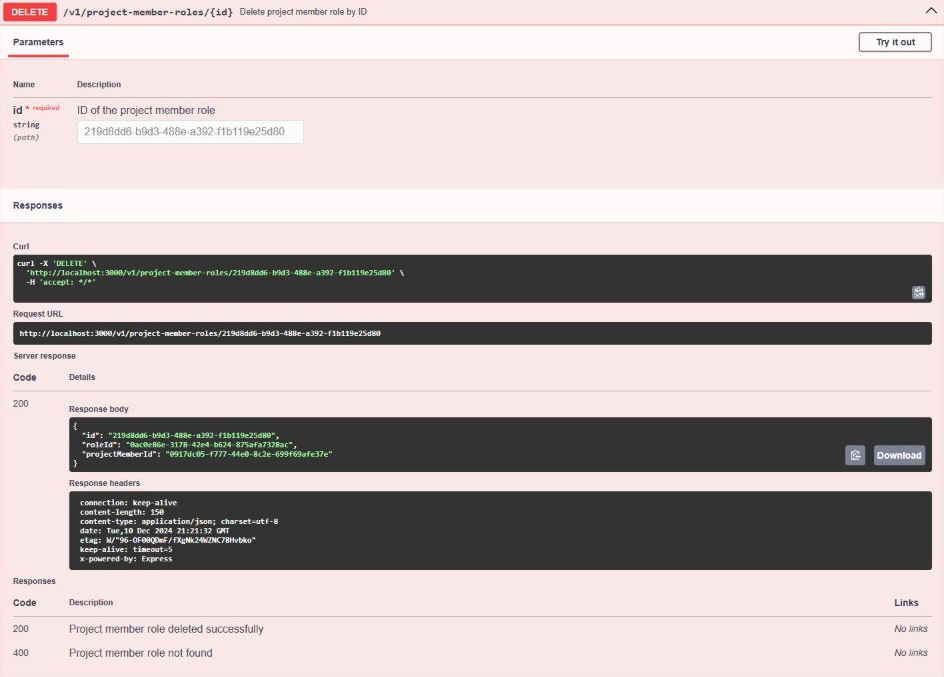 DELETE /v1/project-member-roles/{id} Delete project member role by ID
Parameters
Try it out
Name Description
id * required ID of the project member role
string
(path)
219d8dd6-b9d3-488e-a392-f1b119e25d80
Responses
Curl
curl -X 'DELETE' \
'http://localhost:3000/v1/project-member-roles/219d8dd6-b9d3-488e-a392-f1b119e25d80' \
-H 'accept: */*'
Request URL
http://localhost:3000/v1/project-member-roles/219d8dd6-b9d3-488e-a392-f1b119e25d80
Server response
Code Details
200
Response body
{
"id": "219d8dd6-b9d3-488e-a392-f1b119e25d80",
"roleId": "0ac0e86e-3178-42e4-b624-875afa7328ac",
"projectMemberId": "0917dc05-f777-44e0-8c2e-699f69afe37e"
}
Download
Response headers
connection: keep-alive
content-length: 150
content-type: application/json; charset=utf-8
date: Tue,10 Dec 2024 21:21:32 GMT
etag: W/"96-OF00QDmF/fXgNk24WZNC78Hvbko"
keep-alive: timeout=5
x-powered-by: Express
Responses
Code Description Links
200 Project member role deleted successfully No links
400 Project member role not found No links